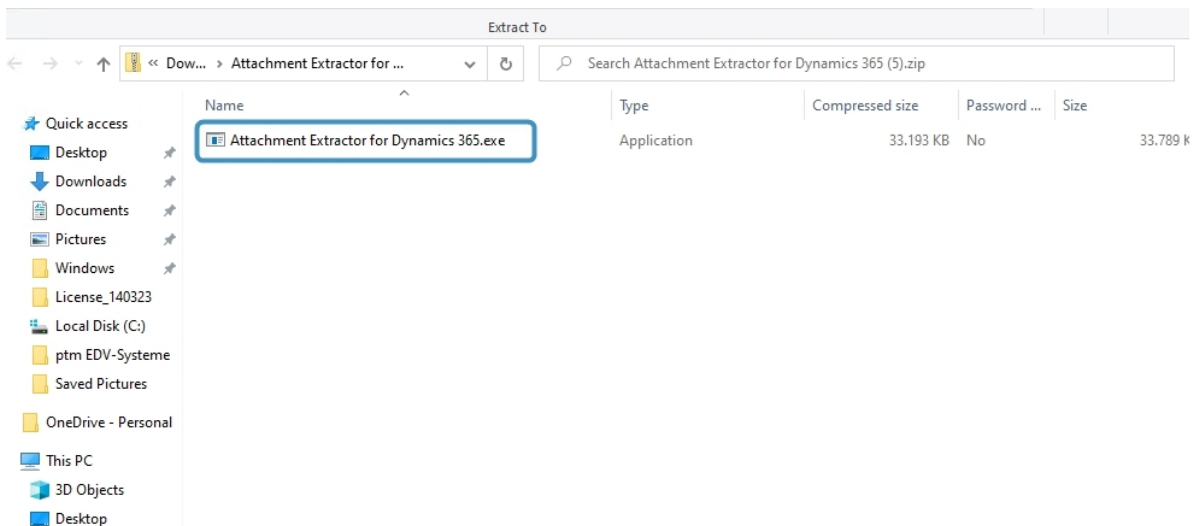 Extract To
« Dow... › Attachment Extractor for ...
Search Attachment Extractor for Dynamics 365 (5).zip
Name Type Compressed size Password ... Size
Quick access
Attachment Extractor for Dynamics 365.exe Application 33.193 KB No 33.789 K
Desktop
Downloads
Documents
Pictures
Windows
License_140323
Local Disk (C:)
ptm EDV-Systeme
Saved Pictures
OneDrive - Personal
This PC
3D Objects
Desktop